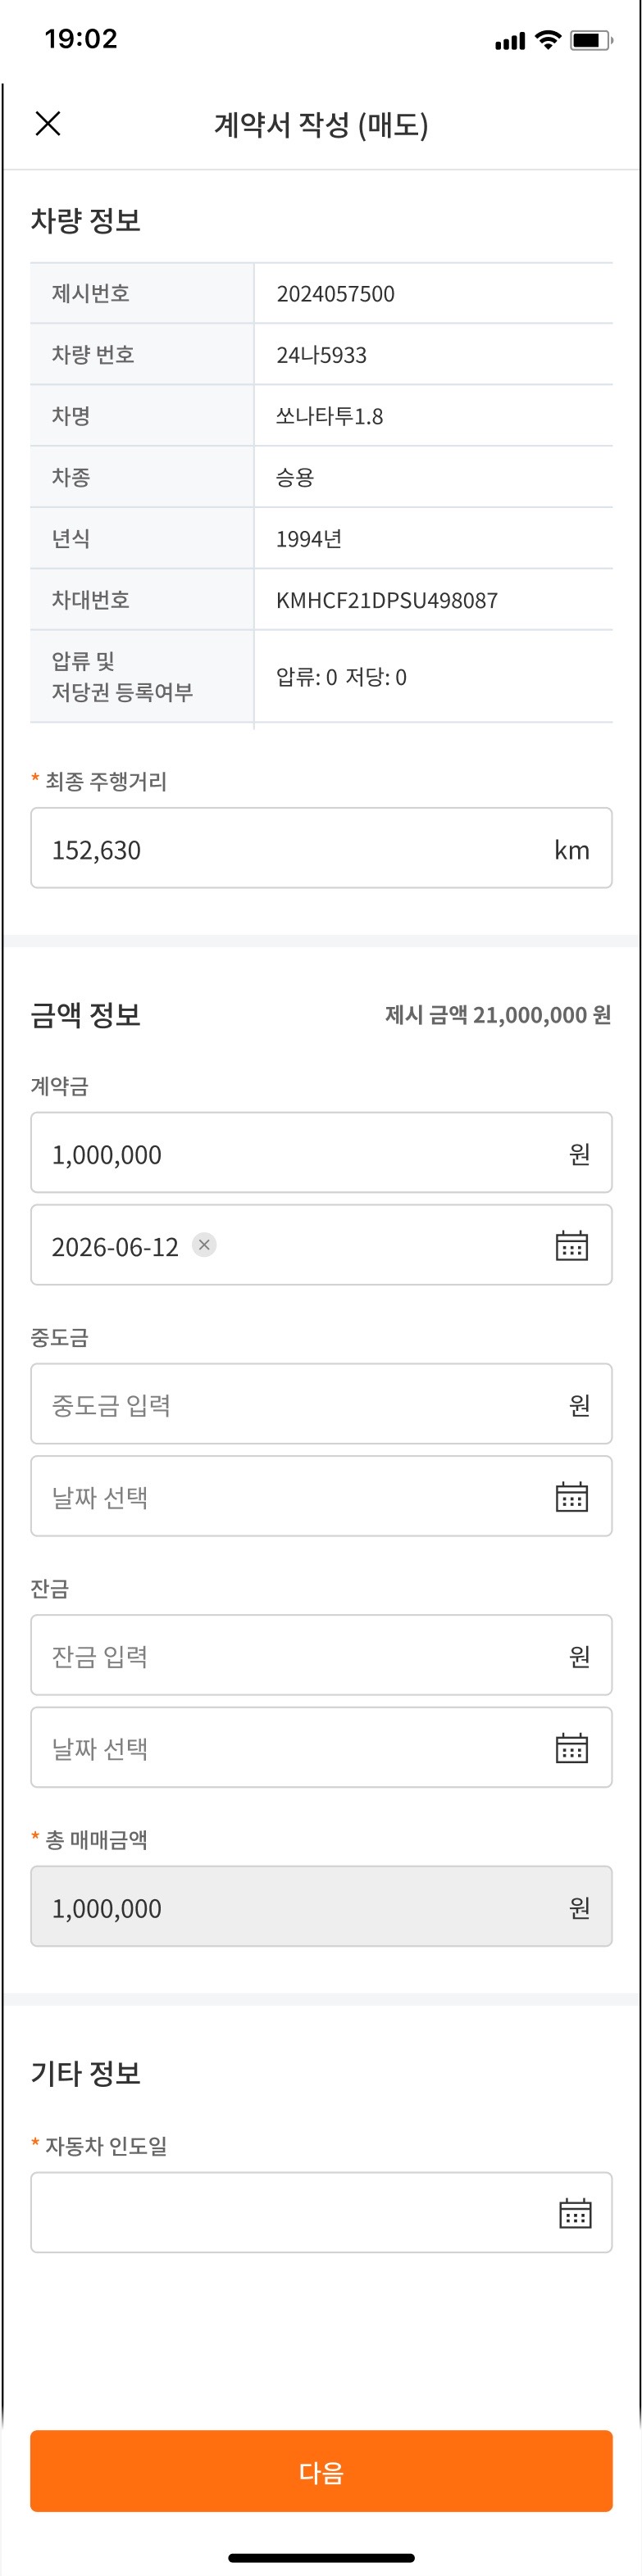 19:02
계약서 작성 (매도)
차량 정보
제시번호 2024057500
차량 번호 24나5933
차명 쏘나타투1.8
차종 승용
년식 1994년
차대번호 KMHCF21DPSU498087
압류 및
저당권 등록여부 압류: 0 저당: 0
* 최종 주행거리
152,630 km
금액 정보 제시 금액 21,000,000 원
계약금
1,000,000 원
2026-06-12
중도금
중도금 입력 원
날짜 선택
잔금
잔금 입력 원
날짜 선택
* 총 매매금액
1,000,000 원
기타 정보
* 자동차 인도일
다음